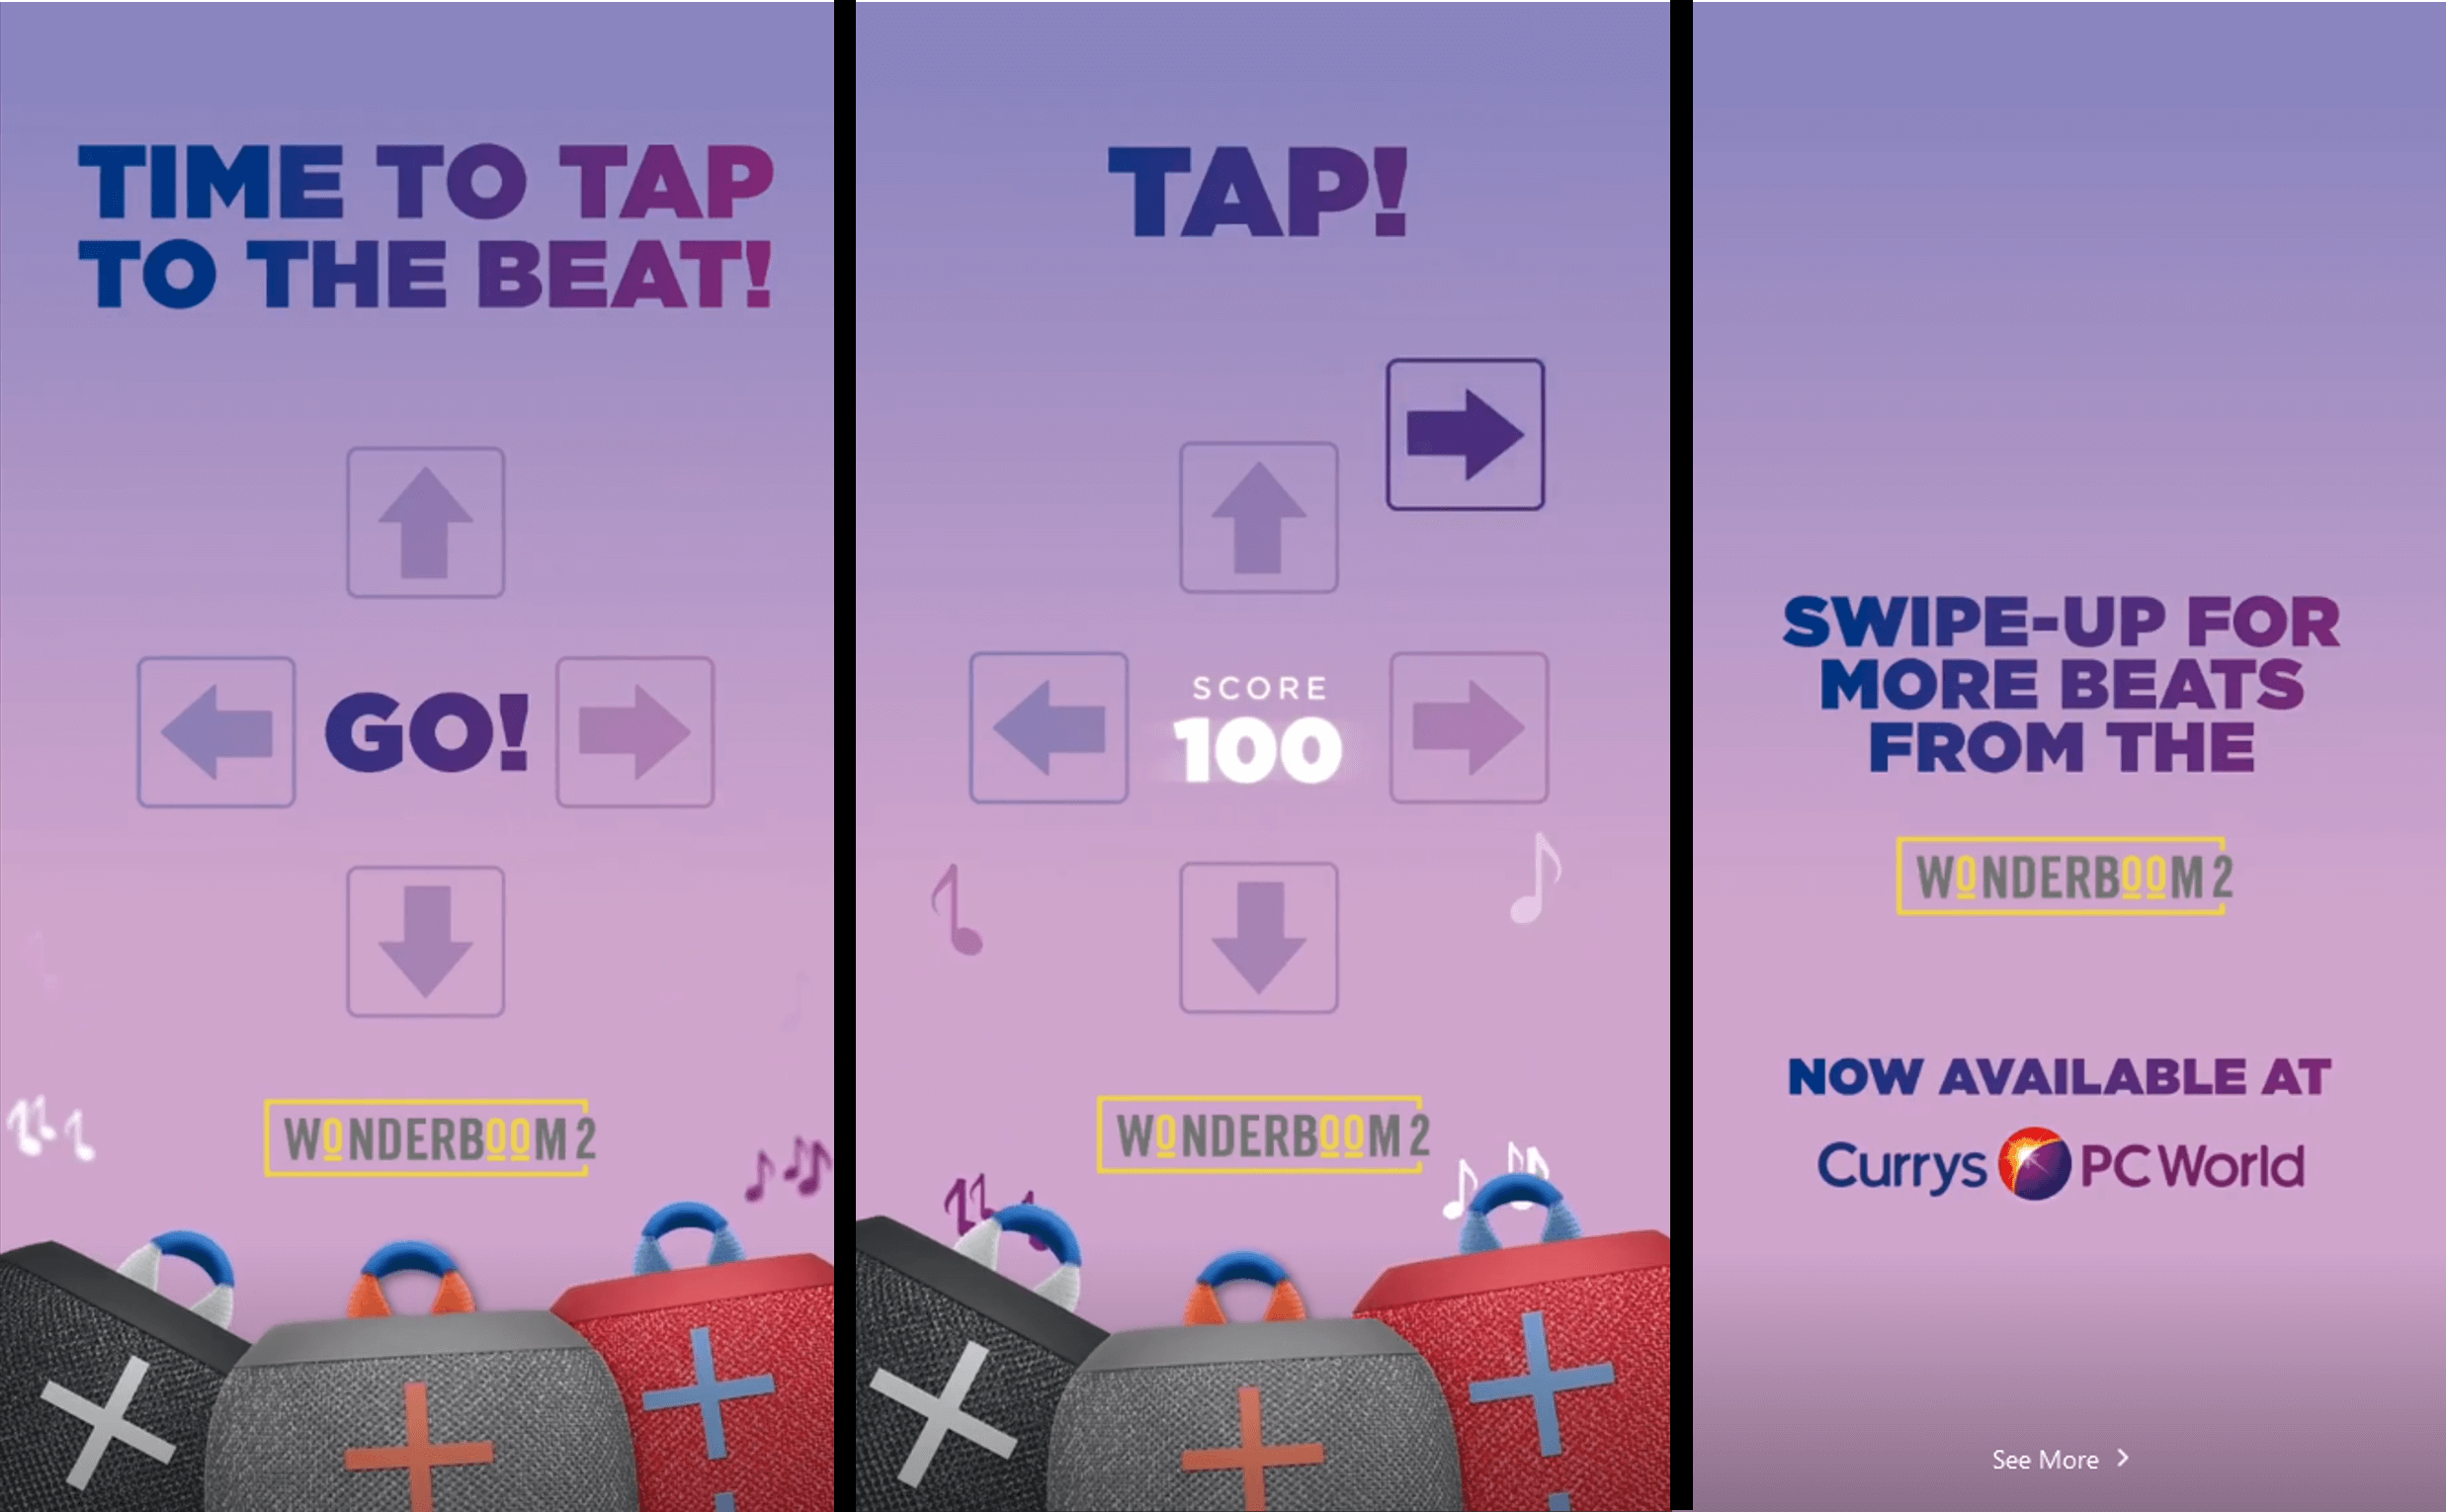 TIME TO TAP
TO THE BEAT!
GO!
WONDERBOOM 2
TAP!
SCORE
100
WONDERBOOM 2
SWIPE-UP FOR
MORE BEATS
FROM THE
WONDERBOOM 2
NOW AVAILABLE AT
Currys PC World
See More